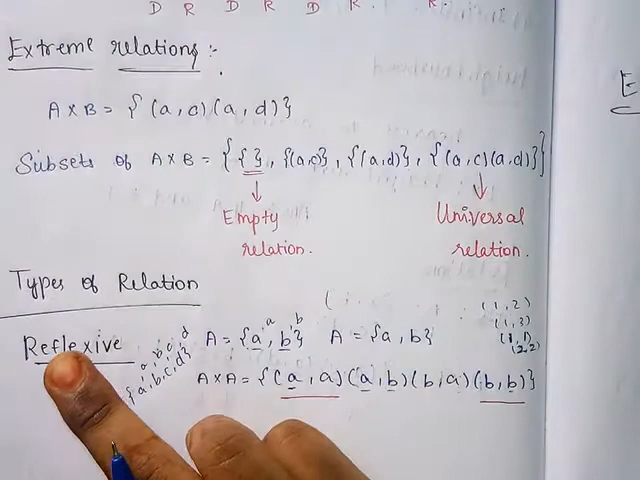 D R D R D R. R.
Extreme relations :-
A × B = { (a, c) (a, d) }
Subsets of A × B = { { }, {(a,c)}, {(a,d)}, {(a,c)(a,d)} }
Empty relation.
Universal relation.
Types of Relation
Reflexive
a, b, c, d
{a, b, c, d}
a b
A = {a, b} A = {a, b}
(1,2)
(1,3)
(1,1)
(2,2)
A × A = { (a, a) (a, b) (b, a) (b, b) }
E